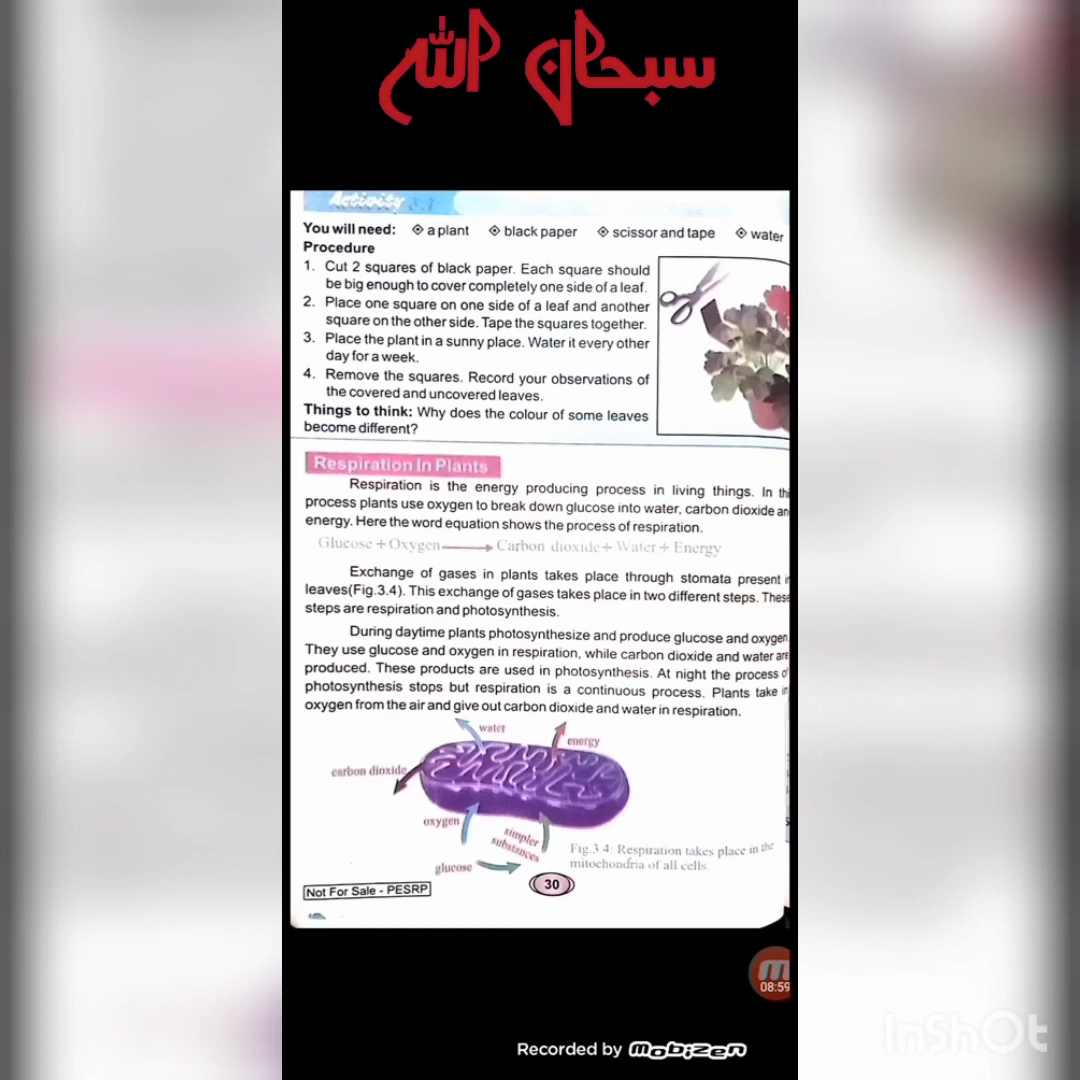 سبحان الله
Activity 3.1
You will need: a plant black paper scissor and tape water
Procedure
1. Cut 2 squares of black paper. Each square should
be big enough to cover completely one side of a leaf.
2. Place one square on one side of a leaf and another
square on the other side. Tape the squares together.
3. Place the plant in a sunny place. Water it every other
day for a week.
4. Remove the squares. Record your observations of
the covered and uncovered leaves.
Things to think: Why does the colour of some leaves
become different?
Respiration In Plants
Respiration is the energy producing process in living things. In
process plants use oxygen to break down glucose into water, carbon dioxide
energy. Here the word equation shows the process of respiration.
Glucose + Oxygen → Carbon dioxide + Water + Energy
Exchange of gases in plants takes place through stomata present
leaves(Fig.3.4). This exchange of gases takes place in two different steps. These
steps are respiration and photosynthesis.
During daytime plants photosynthesize and produce glucose and oxygen.
They use glucose and oxygen in respiration, while carbon dioxide and water are
produced. These products are used in photosynthesis. At night the process
photosynthesis stops but respiration is a continuous process. Plants take
oxygen from the air and give out carbon dioxide and water in respiration.
water
energy
carbon dioxide
oxygen
simpler
substances
glucose
Fig.3.4: Respiration takes place in the
mitochondria of all cells.
Not For Sale - PESRP
30
08:59
Recorded by Mobizen
InShOt